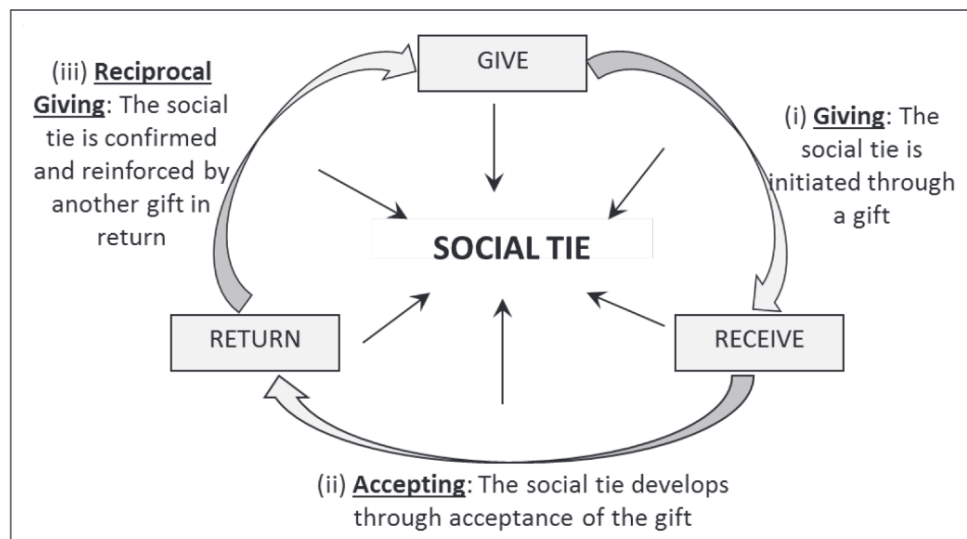 GIVE
(iii) Reciprocal
Giving: The social
tie is confirmed
and reinforced by
another gift in
return
(i) Giving: The
social tie is
initiated through
a gift
SOCIAL TIE
RETURN
RECEIVE
(ii) Accepting: The social tie develops
through acceptance of the gift